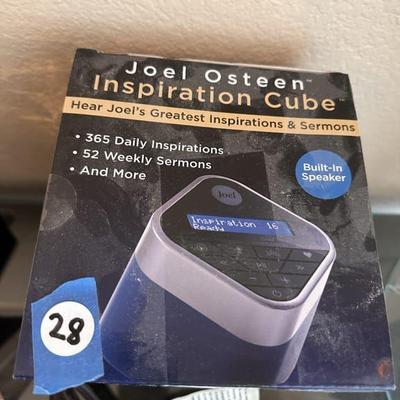 Joel Osteen™
Inspiration Cube™
Hear Joel's Greatest Inspirations & Sermons
• 365 Daily Inspirations
• 52 Weekly Sermons
• And More
Built-In
Speaker
Joel
Inspiration 16
Ready
28